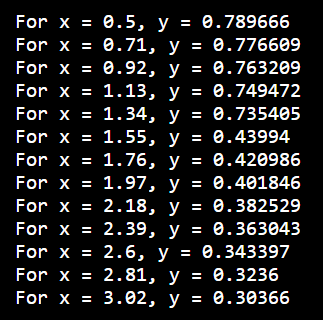 For x = 0.5, y = 0.789666
For x = 0.71, y = 0.776609
For x = 0.92, y = 0.763209
For x = 1.13, y = 0.749472
For x = 1.34, y = 0.735405
For x = 1.55, y = 0.43994
For x = 1.76, y = 0.420986
For x = 1.97, y = 0.401846
For x = 2.18, y = 0.382529
For x = 2.39, y = 0.363043
For x = 2.6, y = 0.343397
For x = 2.81, y = 0.3236
For x = 3.02, y = 0.30366